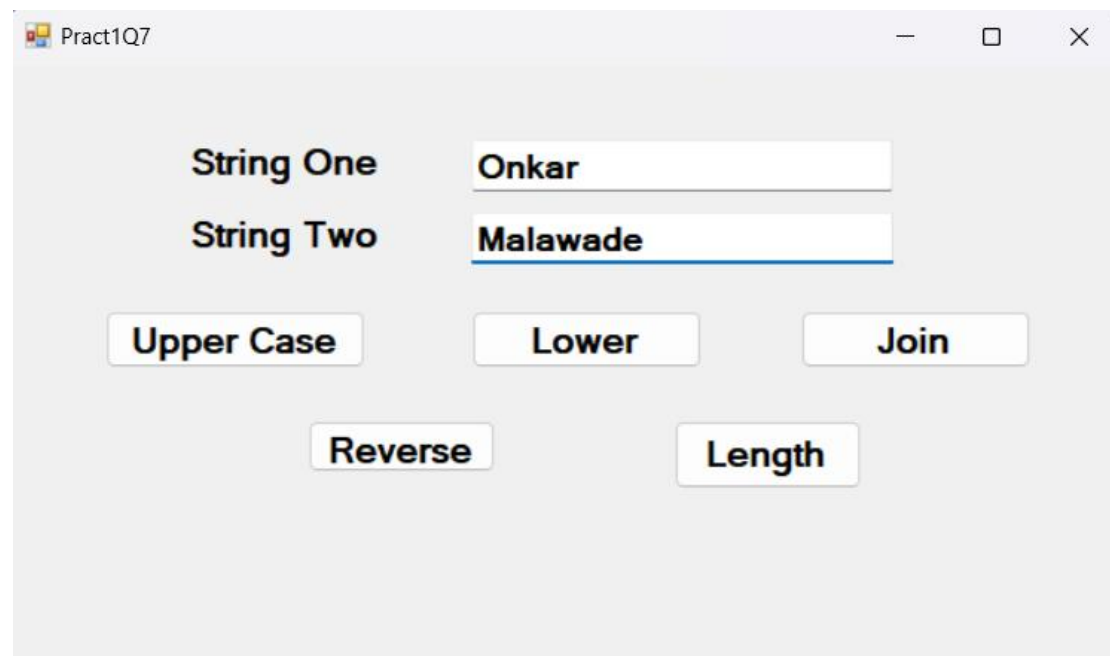 Pract1Q7
String One Onkar
String Two Malawade
Upper Case Lower Join
Reverse Length